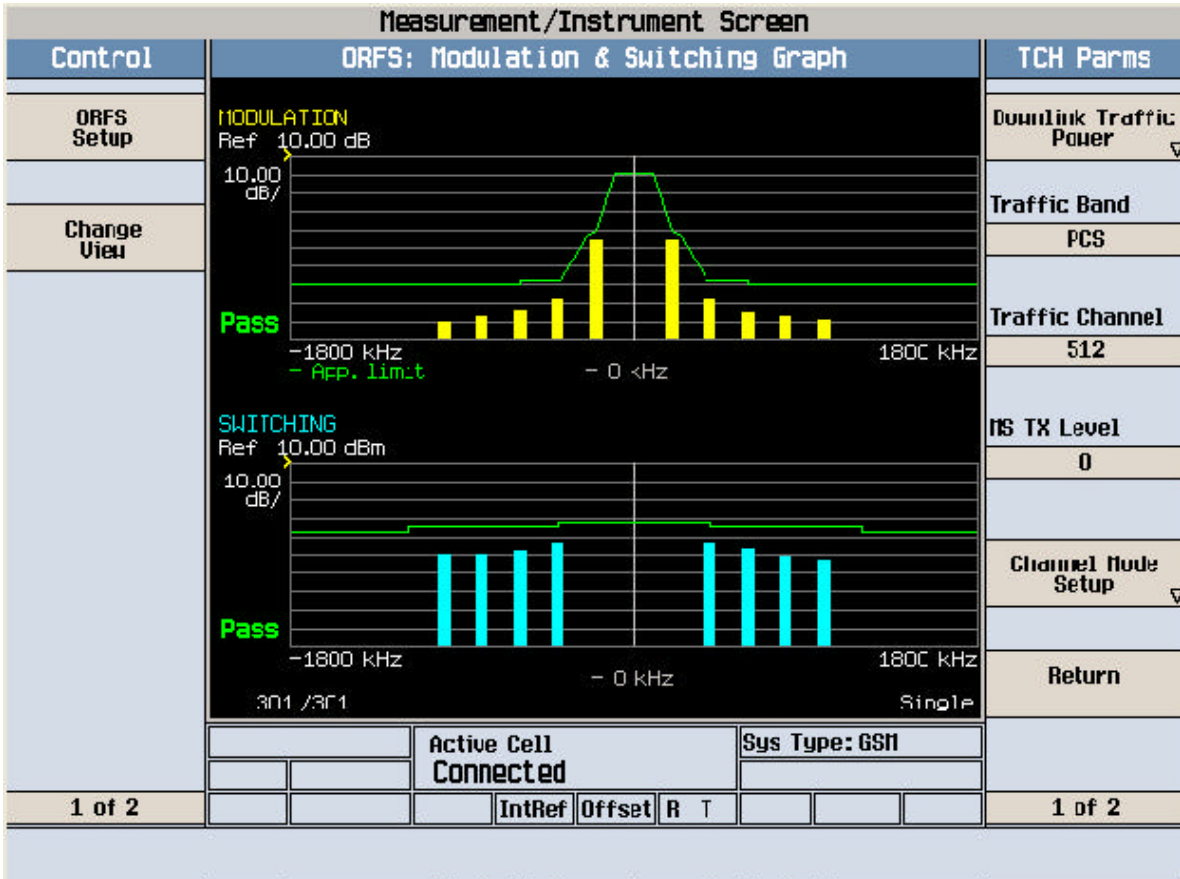 Measurement/Instrument Screen
Control
ORFS: Modulation & Switching Graph
TCH Parms
ORFS
Setup
Change
View
1 of 2
MODULATION
Ref 10.00 dB
10.00
dB/
Pass
-1800 kHz
1800 kHz
- App. limit
- 0 kHz
SWITCHING
Ref 10.00 dBm
10.00
dB/
Pass
-1800 kHz
1800 kHz
- 0 kHz
301 /301
Single
Active Cell
Connected
Sys Type: GSM
IntRef
Offset
R T
Downlink Traffic
Power
Traffic Band
PCS
Traffic Channel
512
MS TX Level
0
Channel Mode
Setup
Return
1 of 2